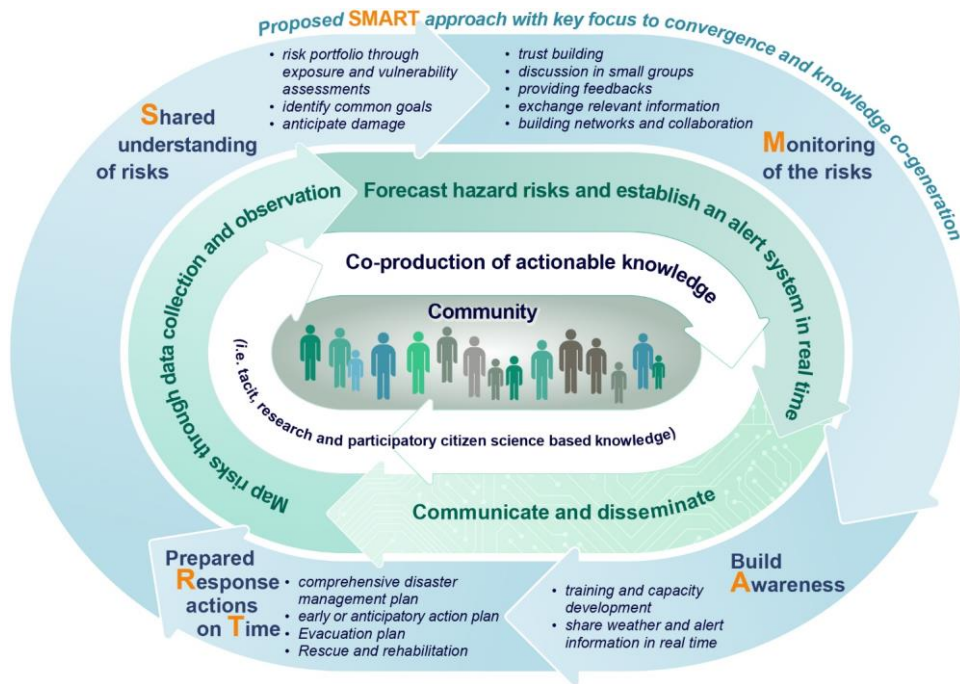 Proposed SMART approach with key focus to convergence and knowledge co-generation
Shared
understanding
of risks
• risk portfolio through
exposure and vulnerability
assessments
• identify common goals
• anticipate damage
• trust building
• discussion in small groups
• providing feedbacks
• exchange relevant information
• building networks and collaboration
Monitoring
of the risks
Map risks through data collection and observation
Forecast hazard risks and establish an alert system in real time
Co-production of actionable knowledge
Community
(i.e. tacit, research and participatory citizen science based knowledge)
Communicate and disseminate
Build
Awareness
• training and capacity
development
• share weather and alert
information in real time
Prepared
Response
actions
on Time
• comprehensive disaster
management plan
• early or anticipatory action plan
• Evacuation plan
• Rescue and rehabilitation